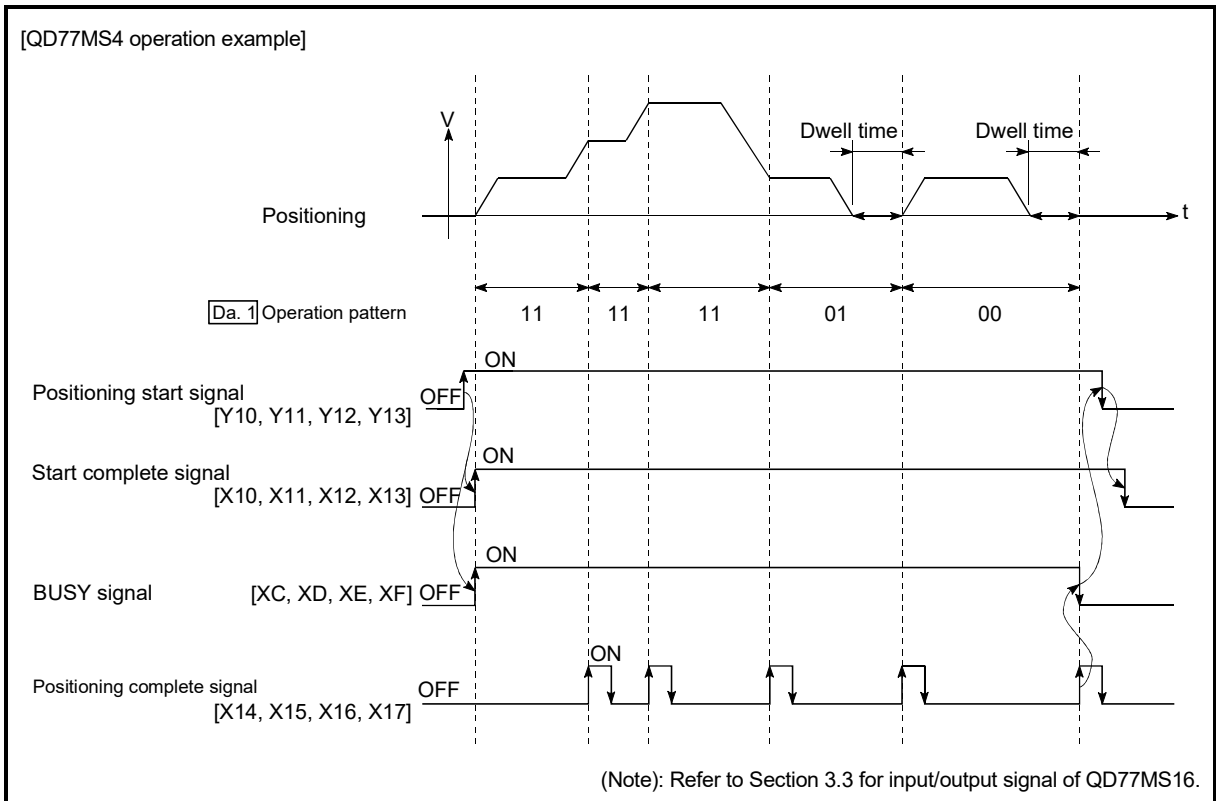 [QD77MS4 operation example]
V
Dwell time
Dwell time
Positioning
t
Da. 1 Operation pattern
11
11
11
01
00
ON
Positioning start signal
OFF
[Y10, Y11, Y12, Y13]
ON
Start complete signal
[X10, X11, X12, X13]
OFF
ON
BUSY signal
[XC, XD, XE, XF]
OFF
ON
Positioning complete signal
OFF
[X14, X15, X16, X17]
(Note): Refer to Section 3.3 for input/output signal of QD77MS16.